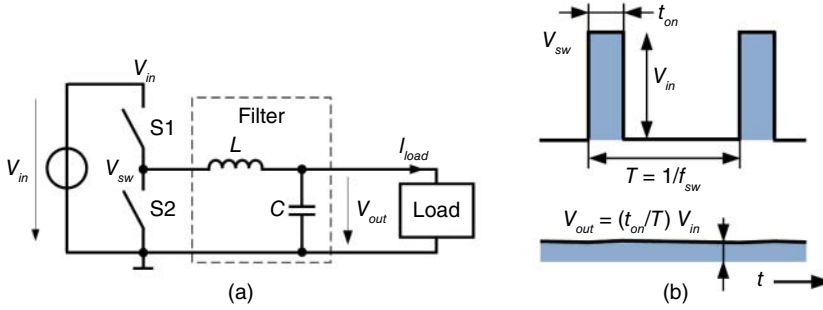 V_in
S1
Filter
L
V_in
V_sw
S2
C
V_out
I_load
Load
(a)
t_on
V_sw
V_in
T = 1/f_sw
V_out = (t_on/T) V_in
t
(b)